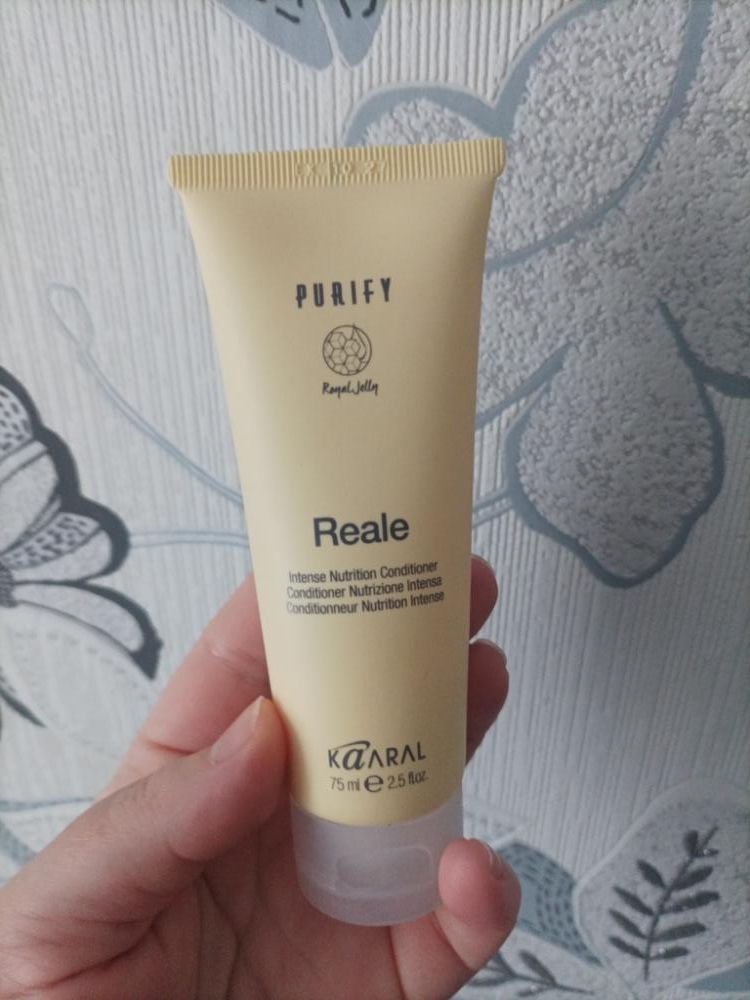 PURIFY
Royal Jelly
Reale
Intense Nutrition Conditioner
Conditioner Nutrizione Intensa
Conditionneur Nutrition Intense
KAARAL
75 ml e 2.5 fl.oz.